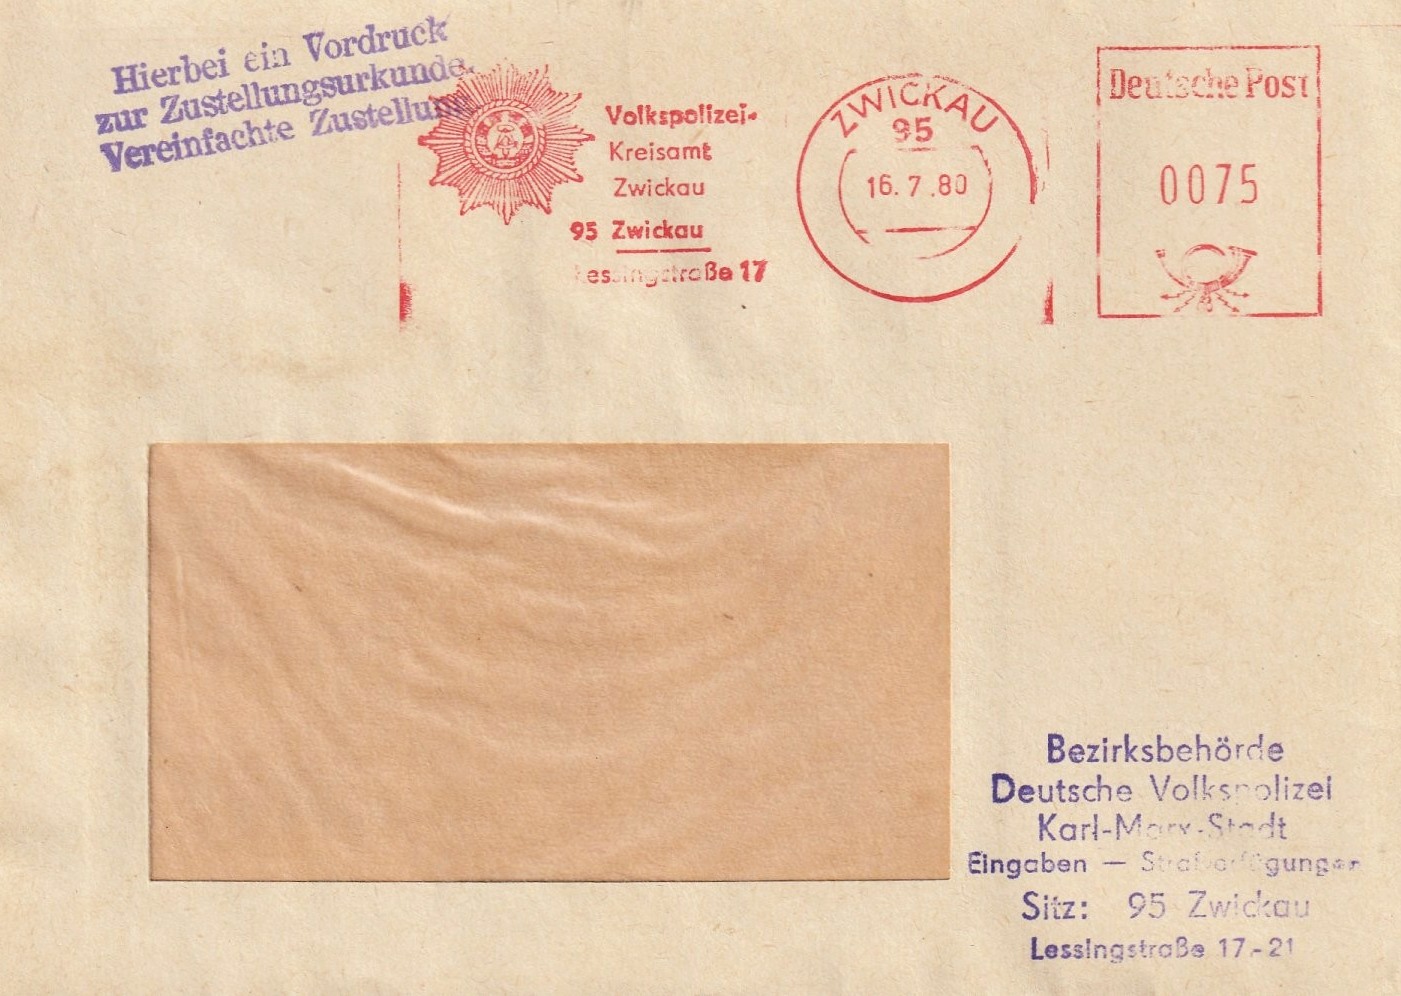 Hierbei ein Vordruck
zur Zustellungsurkunde.
Vereinfachte Zustellung
Volkspolizei-
Kreisamt
Zwickau
95 Zwickau
Lessingstraße 17
ZWICKAU
95
16.7.80
Deutsche Post
0075
Bezirksbehörde
Deutsche Volkspolizei
Karl-Marx-Stadt
Eingaben — Strafverfügungen
Sitz: 95 Zwickau
Lessingstraße 17-21